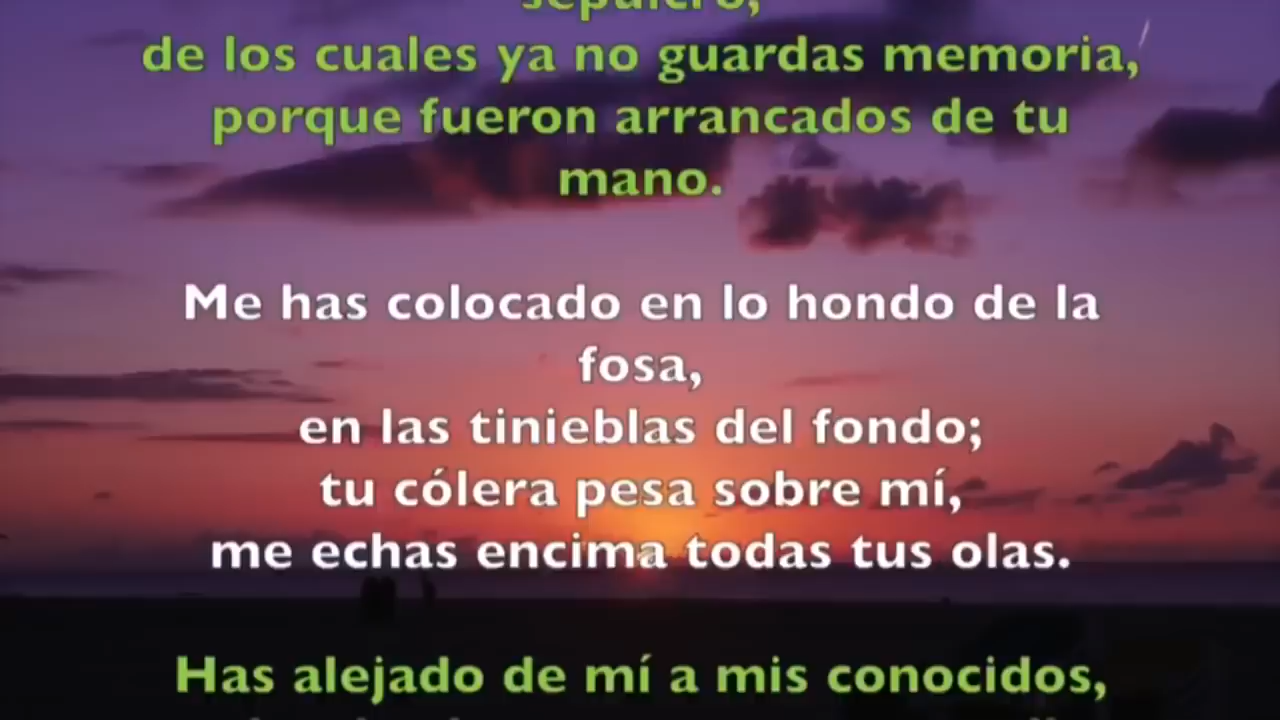 sepulcro,
de los cuales ya no guardas memoria,
porque fueron arrancados de tu
mano.
Me has colocado en lo hondo de la
fosa,
en las tinieblas del fondo;
tu cólera pesa sobre mí,
me echas encima todas tus olas.
Has alejado de mí a mis conocidos,